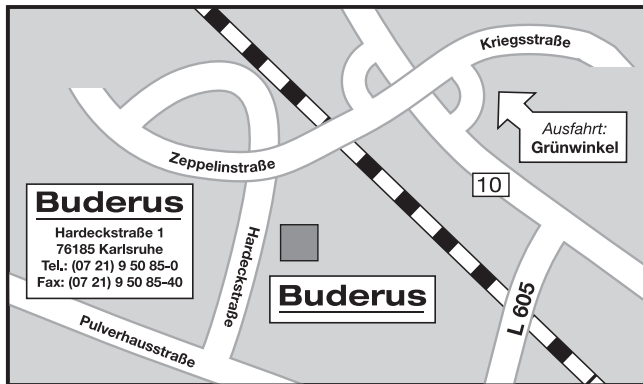 Kriegsstraße
Ausfahrt:
Grünwinkel
Zeppelinstraße
10
Buderus
Hardeckstraße 1
76185 Karlsruhe
Tel.: (07 21) 9 50 85-0
Fax: (07 21) 9 50 85-40
Hardeckstraße
Buderus
L 605
Pulverhausstraße